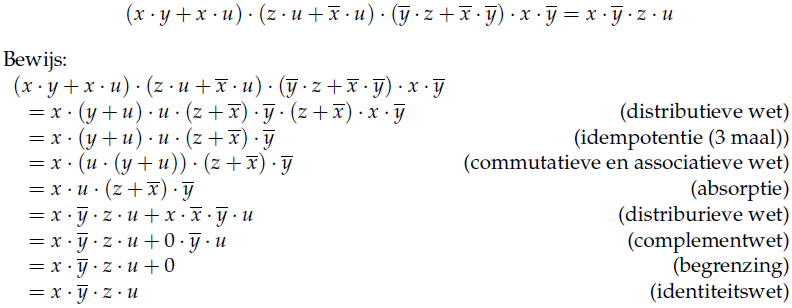 (x · y + x · u) · (z · u + x̅ · u) · (y̅ · z + x̅ · y̅) · x · y̅ = x · y̅ · z · u
Bewijs:
(x · y + x · u) · (z · u + x̅ · u) · (y̅ · z + x̅ · y̅) · x · y̅
= x · (y + u) · u · (z + x̅) · y̅ · (z + x̅) · x · y̅ (distributieve wet)
= x · (y + u) · u · (z + x̅) · y̅ (idempotentie (3 maal))
= x · (u · (y + u)) · (z + x̅) · y̅ (commutatieve en associatieve wet)
= x · u · (z + x̅) · y̅ (absorptie)
= x · y̅ · z · u + x · x̅ · y̅ · u (distriburieve wet)
= x · y̅ · z · u + 0 · y̅ · u (complementwet)
= x · y̅ · z · u + 0 (begrenzing)
= x · y̅ · z · u (identiteitswet)